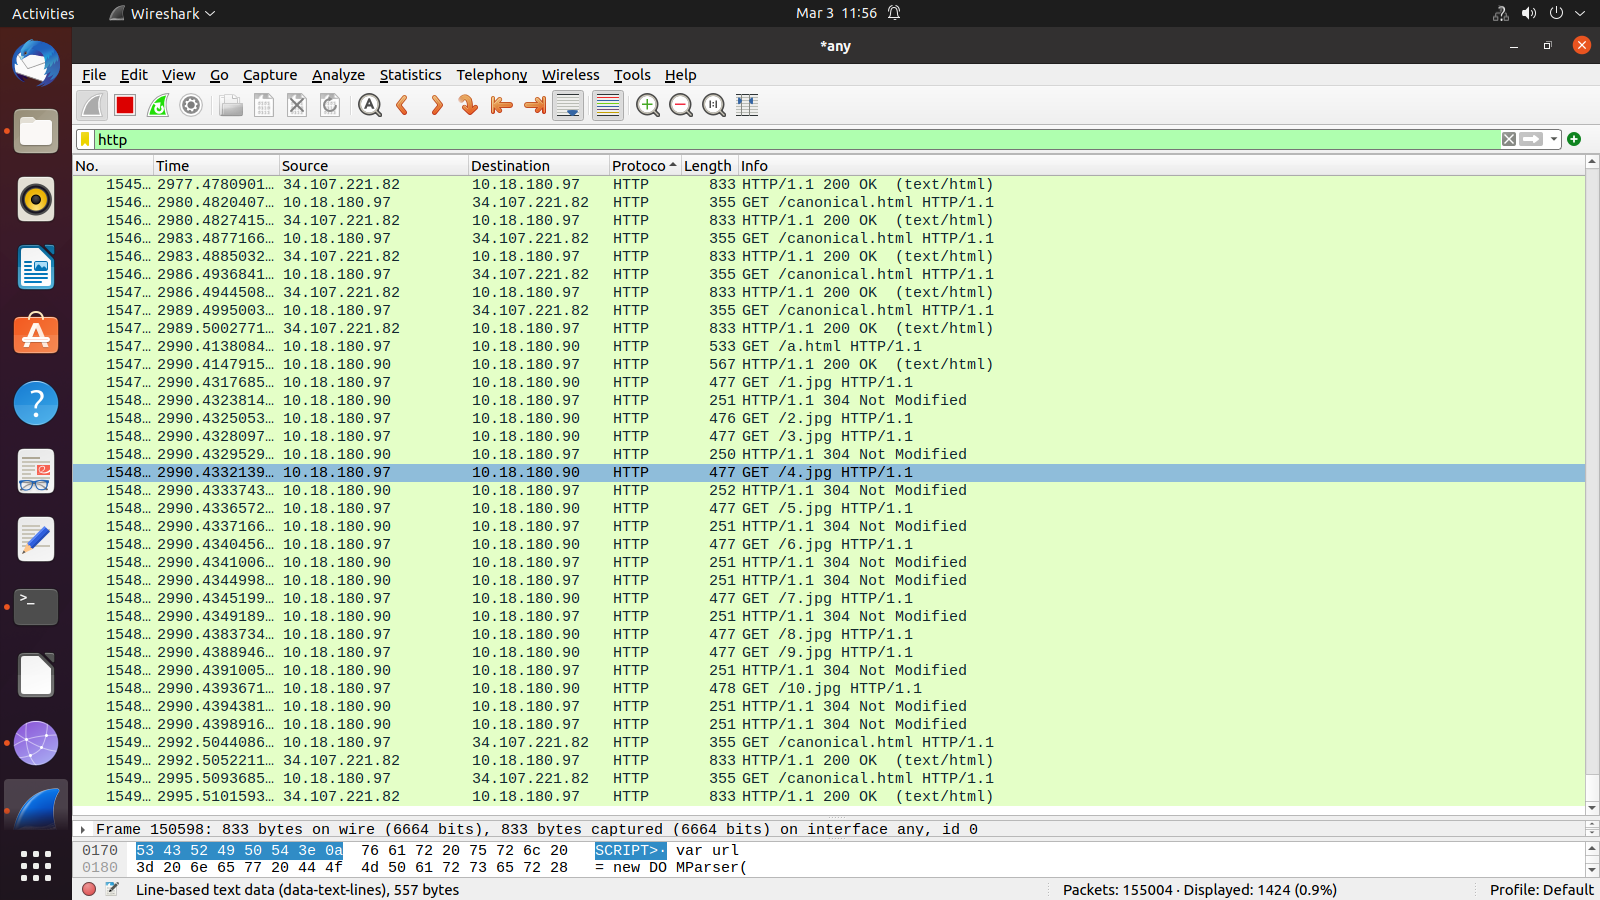 Activities Wireshark Mar 3 11:56
*any
File Edit View Go Capture Analyze Statistics Telephony Wireless Tools Help
http
No. Time Source Destination Protoco Length Info
1545… 2977.4780901… 34.107.221.82 10.18.180.97 HTTP 833 HTTP/1.1 200 OK (text/html)
1546… 2980.4820407… 10.18.180.97 34.107.221.82 HTTP 355 GET /canonical.html HTTP/1.1
1546… 2980.4827415… 34.107.221.82 10.18.180.97 HTTP 833 HTTP/1.1 200 OK (text/html)
1546… 2983.4877166… 10.18.180.97 34.107.221.82 HTTP 355 GET /canonical.html HTTP/1.1
1546… 2983.4885032… 34.107.221.82 10.18.180.97 HTTP 833 HTTP/1.1 200 OK (text/html)
1546… 2986.4936841… 10.18.180.97 34.107.221.82 HTTP 355 GET /canonical.html HTTP/1.1
1547… 2986.4944508… 34.107.221.82 10.18.180.97 HTTP 833 HTTP/1.1 200 OK (text/html)
1547… 2989.4995003… 10.18.180.97 34.107.221.82 HTTP 355 GET /canonical.html HTTP/1.1
1547… 2989.5002771… 34.107.221.82 10.18.180.97 HTTP 833 HTTP/1.1 200 OK (text/html)
1547… 2990.4138084… 10.18.180.97 10.18.180.90 HTTP 533 GET /a.html HTTP/1.1
1547… 2990.4147915… 10.18.180.90 10.18.180.97 HTTP 567 HTTP/1.1 200 OK (text/html)
1547… 2990.4317685… 10.18.180.97 10.18.180.90 HTTP 477 GET /1.jpg HTTP/1.1
1548… 2990.4323814… 10.18.180.90 10.18.180.97 HTTP 251 HTTP/1.1 304 Not Modified
1548… 2990.4325053… 10.18.180.97 10.18.180.90 HTTP 476 GET /2.jpg HTTP/1.1
1548… 2990.4328097… 10.18.180.97 10.18.180.90 HTTP 477 GET /3.jpg HTTP/1.1
1548… 2990.4329529… 10.18.180.90 10.18.180.97 HTTP 250 HTTP/1.1 304 Not Modified
1548… 2990.4332139… 10.18.180.97 10.18.180.90 HTTP 477 GET /4.jpg HTTP/1.1
1548… 2990.4333743… 10.18.180.90 10.18.180.97 HTTP 252 HTTP/1.1 304 Not Modified
1548… 2990.4336572… 10.18.180.97 10.18.180.90 HTTP 477 GET /5.jpg HTTP/1.1
1548… 2990.4337166… 10.18.180.90 10.18.180.97 HTTP 251 HTTP/1.1 304 Not Modified
1548… 2990.4340456… 10.18.180.97 10.18.180.90 HTTP 477 GET /6.jpg HTTP/1.1
1548… 2990.4341006… 10.18.180.90 10.18.180.97 HTTP 251 HTTP/1.1 304 Not Modified
1548… 2990.4344998… 10.18.180.90 10.18.180.97 HTTP 251 HTTP/1.1 304 Not Modified
1548… 2990.4345199… 10.18.180.97 10.18.180.90 HTTP 477 GET /7.jpg HTTP/1.1
1548… 2990.4349189… 10.18.180.90 10.18.180.97 HTTP 251 HTTP/1.1 304 Not Modified
1548… 2990.4383734… 10.18.180.97 10.18.180.90 HTTP 477 GET /8.jpg HTTP/1.1
1548… 2990.4388946… 10.18.180.97 10.18.180.90 HTTP 477 GET /9.jpg HTTP/1.1
1548… 2990.4391005… 10.18.180.90 10.18.180.97 HTTP 251 HTTP/1.1 304 Not Modified
1548… 2990.4393671… 10.18.180.97 10.18.180.90 HTTP 478 GET /10.jpg HTTP/1.1
1548… 2990.4394381… 10.18.180.90 10.18.180.97 HTTP 251 HTTP/1.1 304 Not Modified
1548… 2990.4398916… 10.18.180.90 10.18.180.97 HTTP 251 HTTP/1.1 304 Not Modified
1549… 2992.5044086… 10.18.180.97 34.107.221.82 HTTP 355 GET /canonical.html HTTP/1.1
1549… 2992.5052211… 34.107.221.82 10.18.180.97 HTTP 833 HTTP/1.1 200 OK (text/html)
1549… 2995.5093685… 10.18.180.97 34.107.221.82 HTTP 355 GET /canonical.html HTTP/1.1
1549… 2995.5101593… 34.107.221.82 10.18.180.97 HTTP 833 HTTP/1.1 200 OK (text/html)
Frame 150598: 833 bytes on wire (6664 bits), 833 bytes captured (6664 bits) on interface any, id 0
0170 53 43 52 49 50 54 3e 0a 76 61 72 20 75 72 6c 20 SCRIPT>· var url
0180 3d 20 6e 65 77 20 44 4f 4d 50 61 72 73 65 72 28 = new DO MParser(
Line-based text data (data-text-lines), 557 bytes Packets: 155004 · Displayed: 1424 (0.9%) Profile: Default